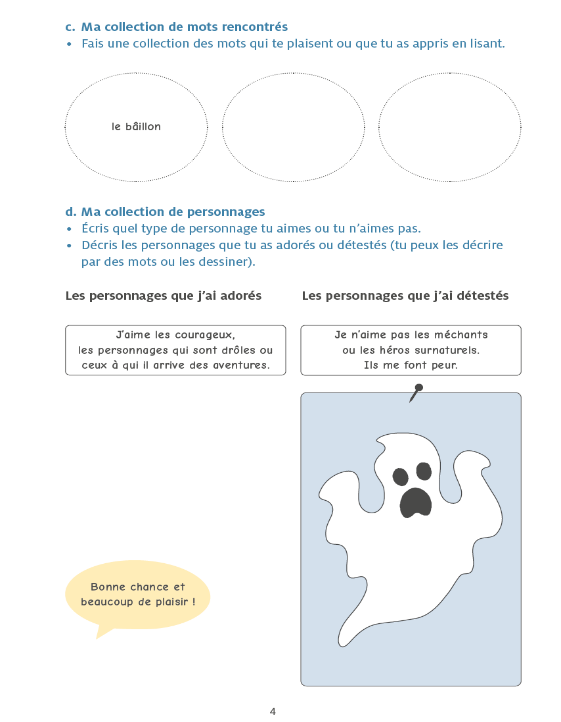 c. Ma collection de mots rencontrés
• Fais une collection des mots qui te plaisent ou que tu as appris en lisant.
le bâillon
d. Ma collection de personnages
• Écris quel type de personnage tu aimes ou tu n'aimes pas.
• Décris les personnages que tu as adorés ou détestés (tu peux les décrire
par des mots ou les dessiner).
Les personnages que j'ai adorés
Les personnages que j'ai détestés
J'aime les courageux,
les personnages qui sont drôles ou
ceux à qui il arrive des aventures.
Je n'aime pas les méchants
ou les héros surnaturels.
Ils me font peur.
Bonne chance et
beaucoup de plaisir !
4